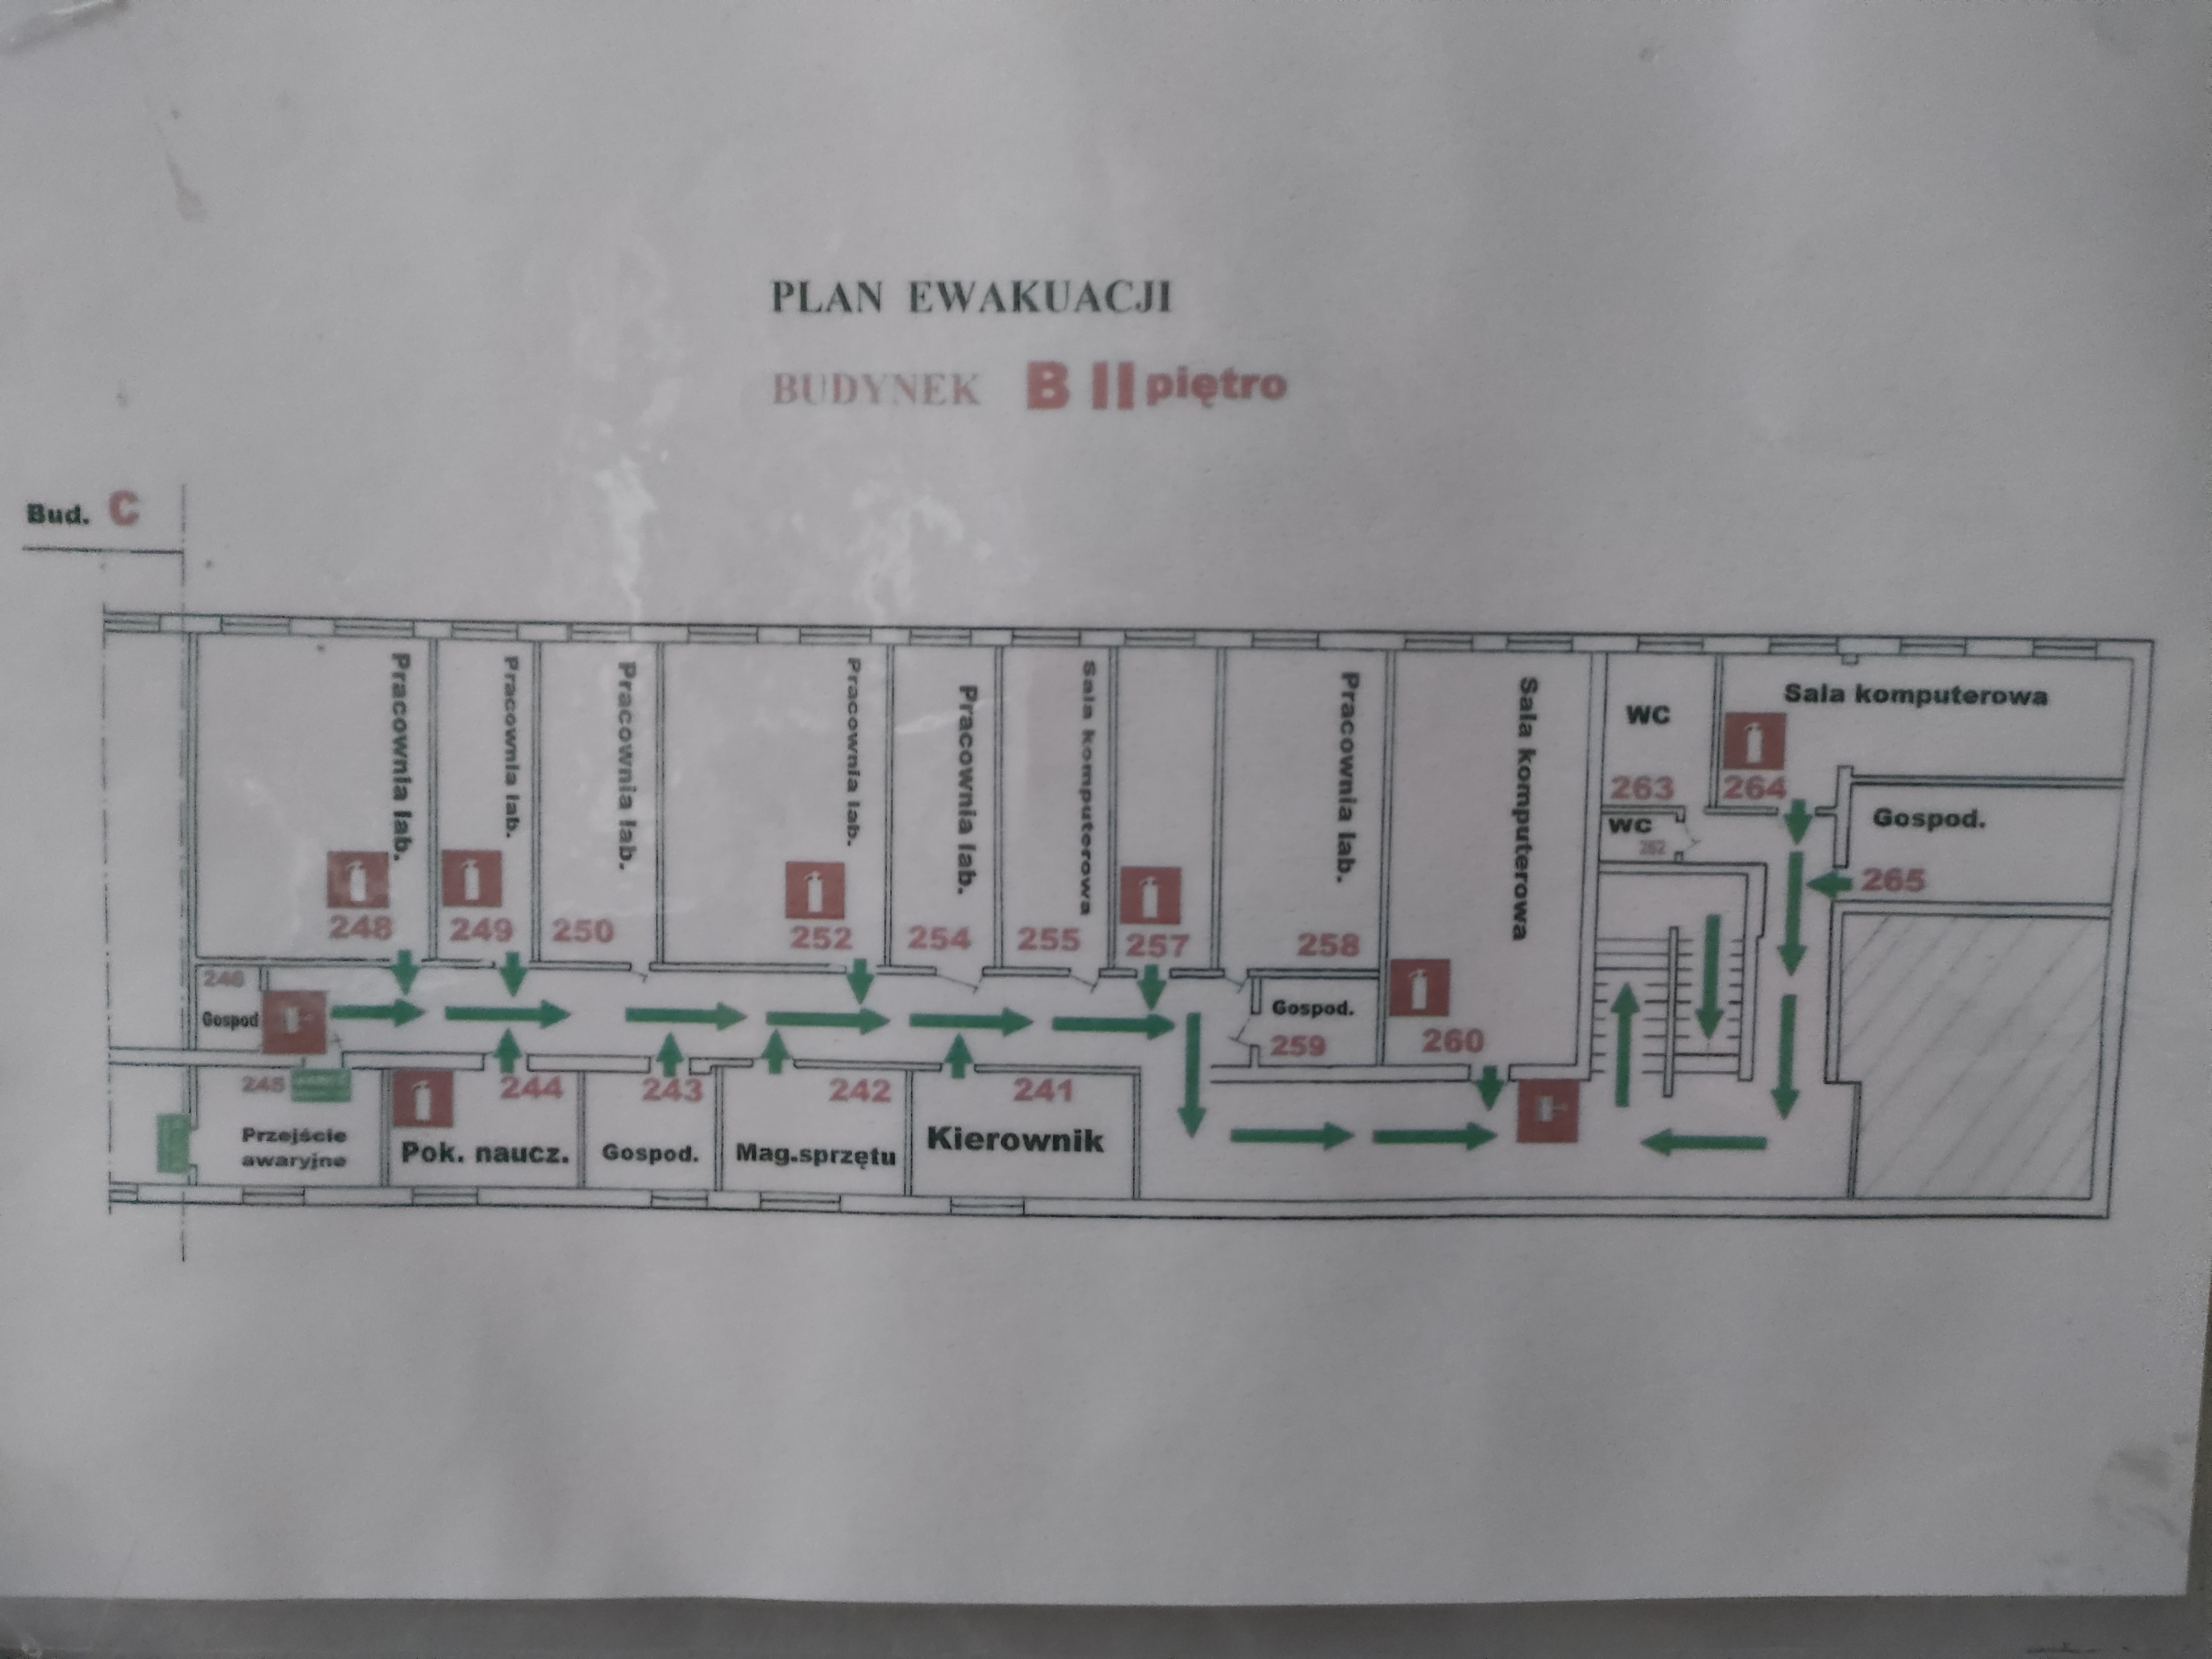 PLAN EWAKUACJI
BUDYNEK B II piętro
Bud. C
Pracownia lab.
248
Pracownia lab.
249
Pracownia lab.
250
Pracownia lab.
252
Pracownia lab.
254
Sala komputerowa
255
257
Pracownia lab.
258
Sala komputerowa
260
WC
263
WC
262
Sala komputerowa
264
Gospod.
265
246
Gospod
Gospod.
259
245
Przejście
awaryjne
244
Pok. naucz.
243
Gospod.
242
Mag.sprzętu
241
Kierownik